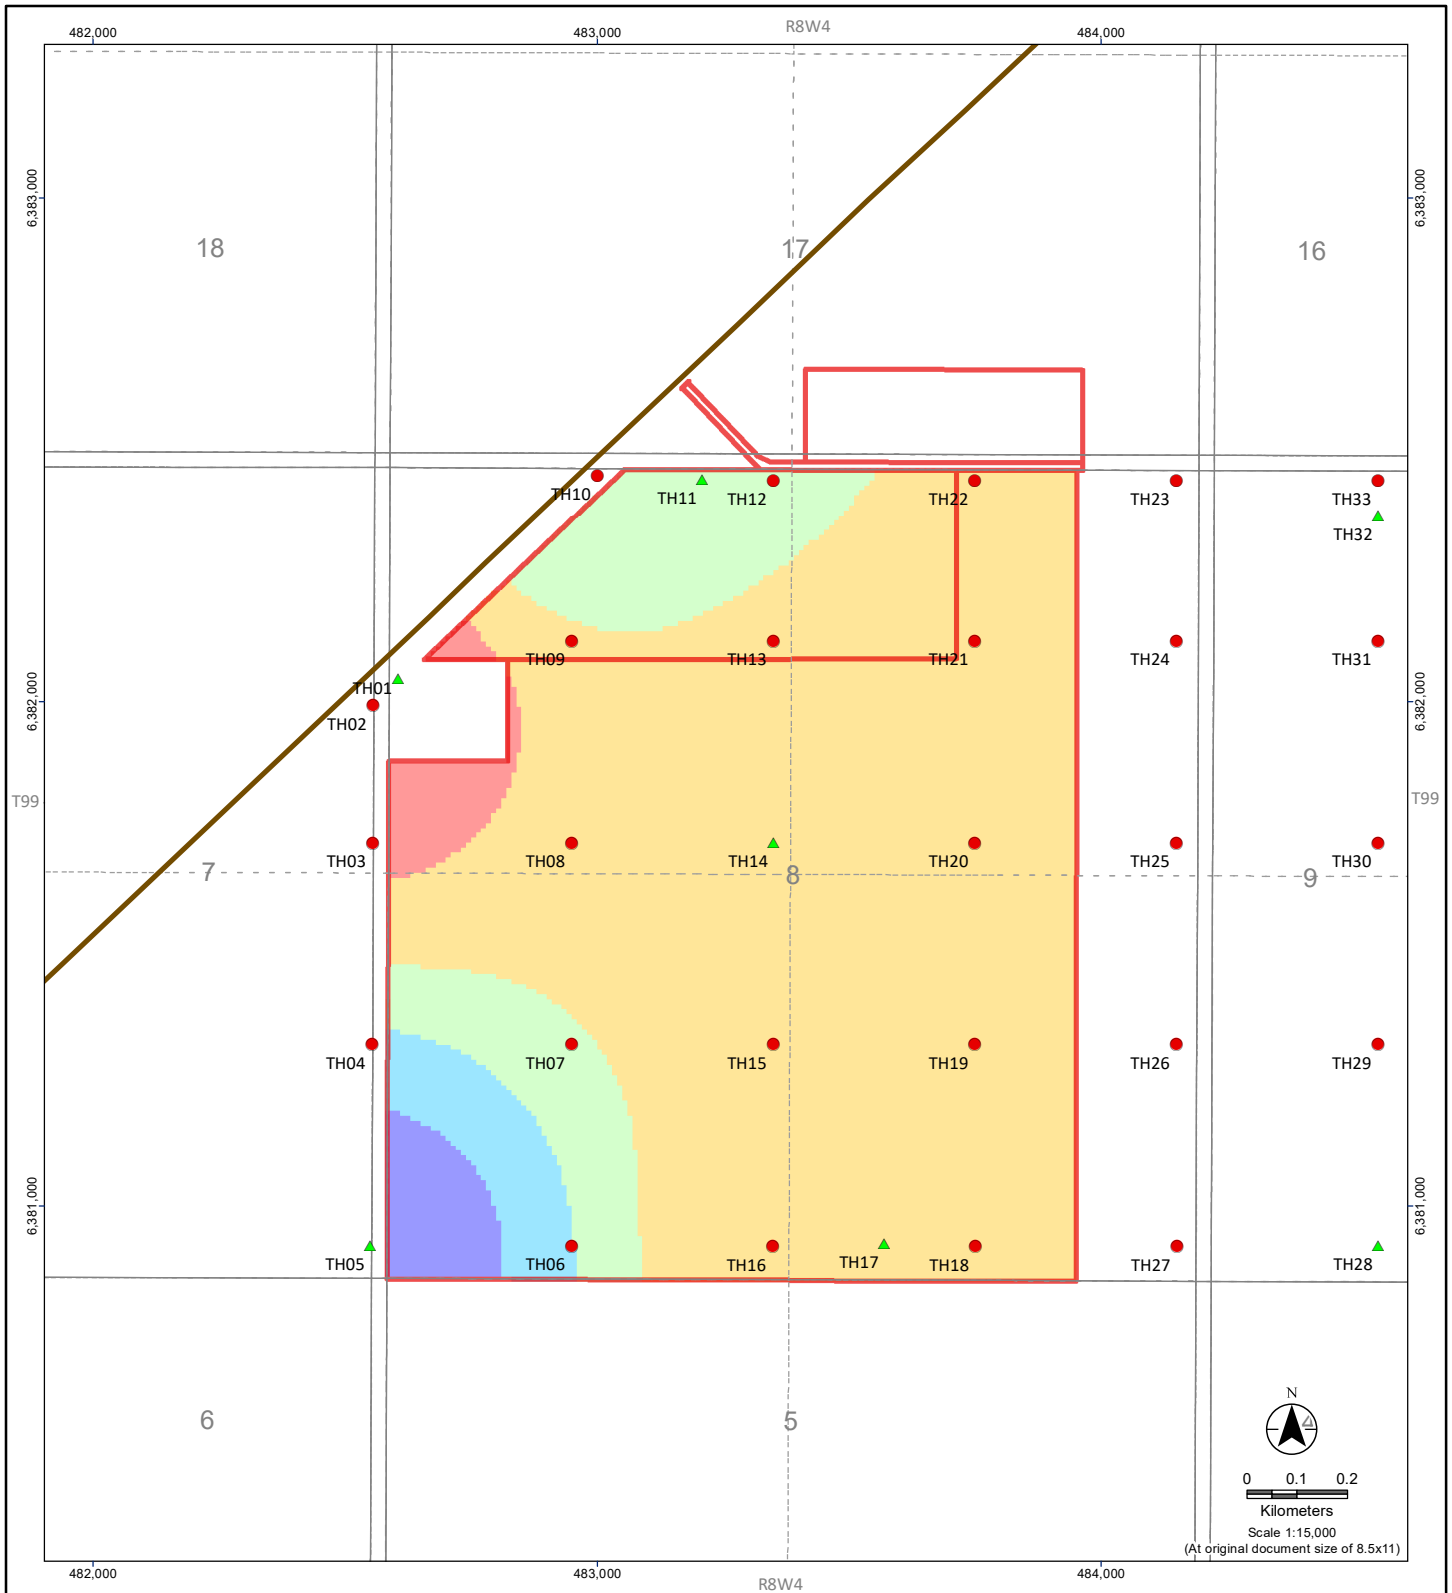 R8W4
482,000 483,000 484,000
6,383,000 6,383,000
18 17 16
TH10 TH11 TH12 TH22 TH23 TH33
TH32
TH09 TH13 TH21 TH24 TH31
TH01
TH02
6,382,000 6,382,000
T99 T99
TH03 TH08 TH14 TH20 TH25 TH30
7 8 9
TH04 TH07 TH15 TH19 TH26 TH29
6,381,000 6,381,000
TH05 TH06 TH16 TH17 TH18 TH27 TH28
6 5 4
N
0 0.1 0.2
Kilometers
Scale 1:15,000
(At original document size of 8.5x11)
482,000 483,000 484,000
R8W4